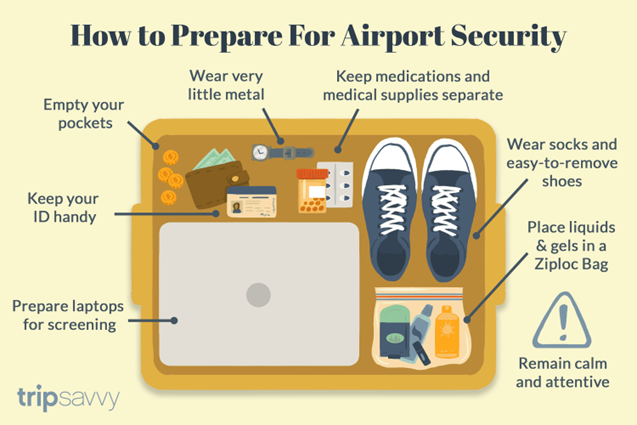 How to Prepare For Airport Security
Wear very
little metal
Keep medications and
medical supplies separate
Empty your
pockets
Wear socks and
easy-to-remove
shoes
Keep your
ID handy
Place liquids
& gels in a
Ziploc Bag
Prepare laptops
for screening
Remain calm
and attentive
tripsavvy